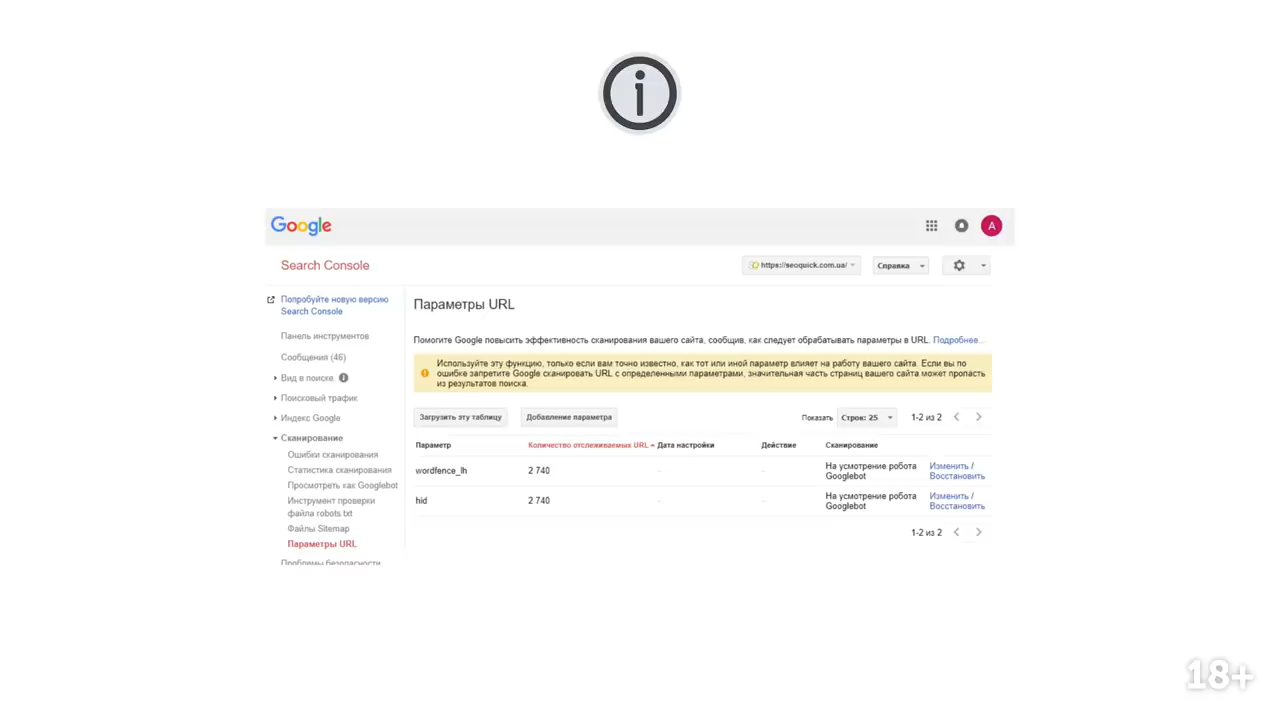 Google
A
Search Console
https://seoquick.com.ua/
Справка
Попробуйте новую версию
Search Console
Панель инструментов
Сообщения (46)
Вид в поиске
Поисковый трафик
Индекс Google
Сканирование
Ошибки сканирования
Статистика сканирования
Просмотреть как Googlebot
Инструмент проверки
файла robots.txt
Файлы Sitemap
Параметры URL
Проблемы безопасности
Параметры URL
Помогите Google повысить эффективность сканирования вашего сайта, сообщив, как следует обрабатывать параметры в URL. Подробнее...
Используйте эту функцию, только если вам точно известно, как тот или иной параметр влияет на работу вашего сайта. Если вы по
ошибке запретите Google сканировать URL с определенными параметрами, значительная часть страниц вашего сайта может пропасть
из результатов поиска.
Загрузить эту таблицу Добавление параметра Показать Строк: 25 1-2 из 2
Параметр Количество отслеживаемых URL Дата настройки Действие Сканирование
wordfence_lh 2 740 – – На усмотрение робота Googlebot Изменить / Восстановить
hid 2 740 – – На усмотрение робота Googlebot Изменить / Восстановить
1-2 из 2
18+